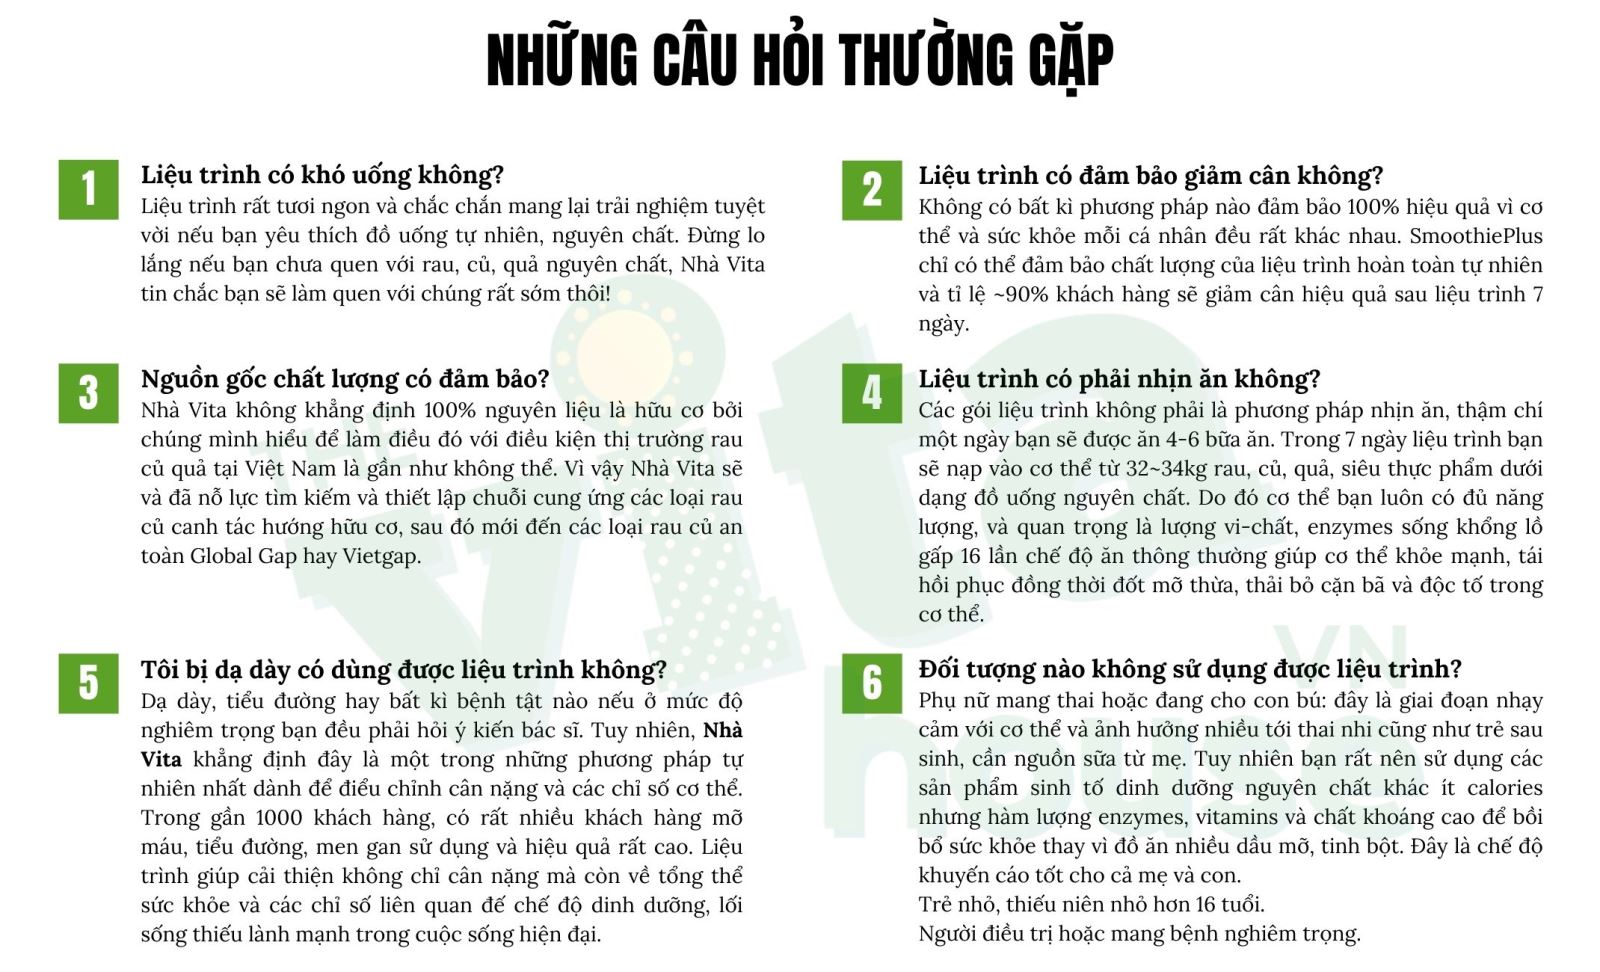 NHỮNG CÂU HỎI THƯỜNG GẶP
1
Liệu trình có khó uống không?
Liệu trình rất tươi ngon và chắc chắn mang lại trải nghiệm tuyệt
vời nếu bạn yêu thích đồ uống tự nhiên, nguyên chất. Đừng lo
lắng nếu bạn chưa quen với rau, củ, quả nguyên chất, Nhà Vita
tin chắc bạn sẽ làm quen với chúng rất sớm thôi!
2
Liệu trình có đảm bảo giảm cân không?
Không có bất kì phương pháp nào đảm bảo 100% hiệu quả vì cơ
thể và sức khỏe mỗi cá nhân đều rất khác nhau. SmoothiePlus
chỉ có thể đảm bảo chất lượng của liệu trình hoàn toàn tự nhiên
và tỉ lệ ~90% khách hàng sẽ giảm cân hiệu quả sau liệu trình 7
ngày.
3
Nguồn gốc chất lượng có đảm bảo?
Nhà Vita không khẳng định 100% nguyên liệu là hữu cơ bởi
chúng mình hiểu để làm điều đó với điều kiện thị trường rau
củ quả tại Việt Nam là gần như không thể. Vì vậy Nhà Vita sẽ
và đã nỗ lực tìm kiếm và thiết lập chuỗi cung ứng các loại rau
củ canh tác hướng hữu cơ, sau đó mới đến các loại rau củ an
toàn Global Gap hay Vietgap.
4
Liệu trình có phải nhịn ăn không?
Các gói liệu trình không phải là phương pháp nhịn ăn, thậm chí
một ngày bạn sẽ được ăn 4-6 bữa ăn. Trong 7 ngày liệu trình bạn
sẽ nạp vào cơ thể từ 32~34kg rau, củ, quả, siêu thực phẩm dưới
dạng đồ uống nguyên chất. Do đó cơ thể bạn luôn có đủ năng
lượng, và quan trọng là lượng vi-chất, enzymes sống khổng lồ
gấp 16 lần chế độ ăn thông thường giúp cơ thể khỏe mạnh, tái
hồi phục đồng thời đốt mỡ thừa, thải bỏ cặn bã và độc tố trong
cơ thể.
5
Tôi bị dạ dày có dùng được liệu trình không?
Dạ dày, tiểu đường hay bất kì bệnh tật nào nếu ở mức độ
nghiêm trọng bạn đều phải hỏi ý kiến bác sĩ. Tuy nhiên, Nhà
Vita khẳng định đây là một trong những phương pháp tự
nhiên nhất dành để điều chỉnh cân nặng và các chỉ số cơ thể.
Trong gần 1000 khách hàng, có rất nhiều khách hàng mỡ
máu, tiểu đường, men gan sử dụng và hiệu quả rất cao. Liệu
trình giúp cải thiện không chỉ cân nặng mà còn về tổng thể
sức khỏe và các chỉ số liên quan đế chế độ dinh dưỡng, lối
sống thiếu lành mạnh trong cuộc sống hiện đại.
6
Đối tượng nào không sử dụng được liệu trình?
Phụ nữ mang thai hoặc đang cho con bú: đây là giai đoạn nhạy
cảm với cơ thể và ảnh hưởng nhiều tới thai nhi cũng như trẻ sau
sinh, cần nguồn sữa từ mẹ. Tuy nhiên bạn rất nên sử dụng các
sản phẩm sinh tố dinh dưỡng nguyên chất khác ít calories
nhưng hàm lượng enzymes, vitamins và chất khoáng cao để bồi
bổ sức khỏe thay vì đồ ăn nhiều dầu mỡ, tinh bột. Đây là chế độ
khuyến cáo tốt cho cả mẹ và con.
Trẻ nhỏ, thiếu niên nhỏ hơn 16 tuổi.
Người điều trị hoặc mang bệnh nghiêm trọng.
THE
vita
VN
house